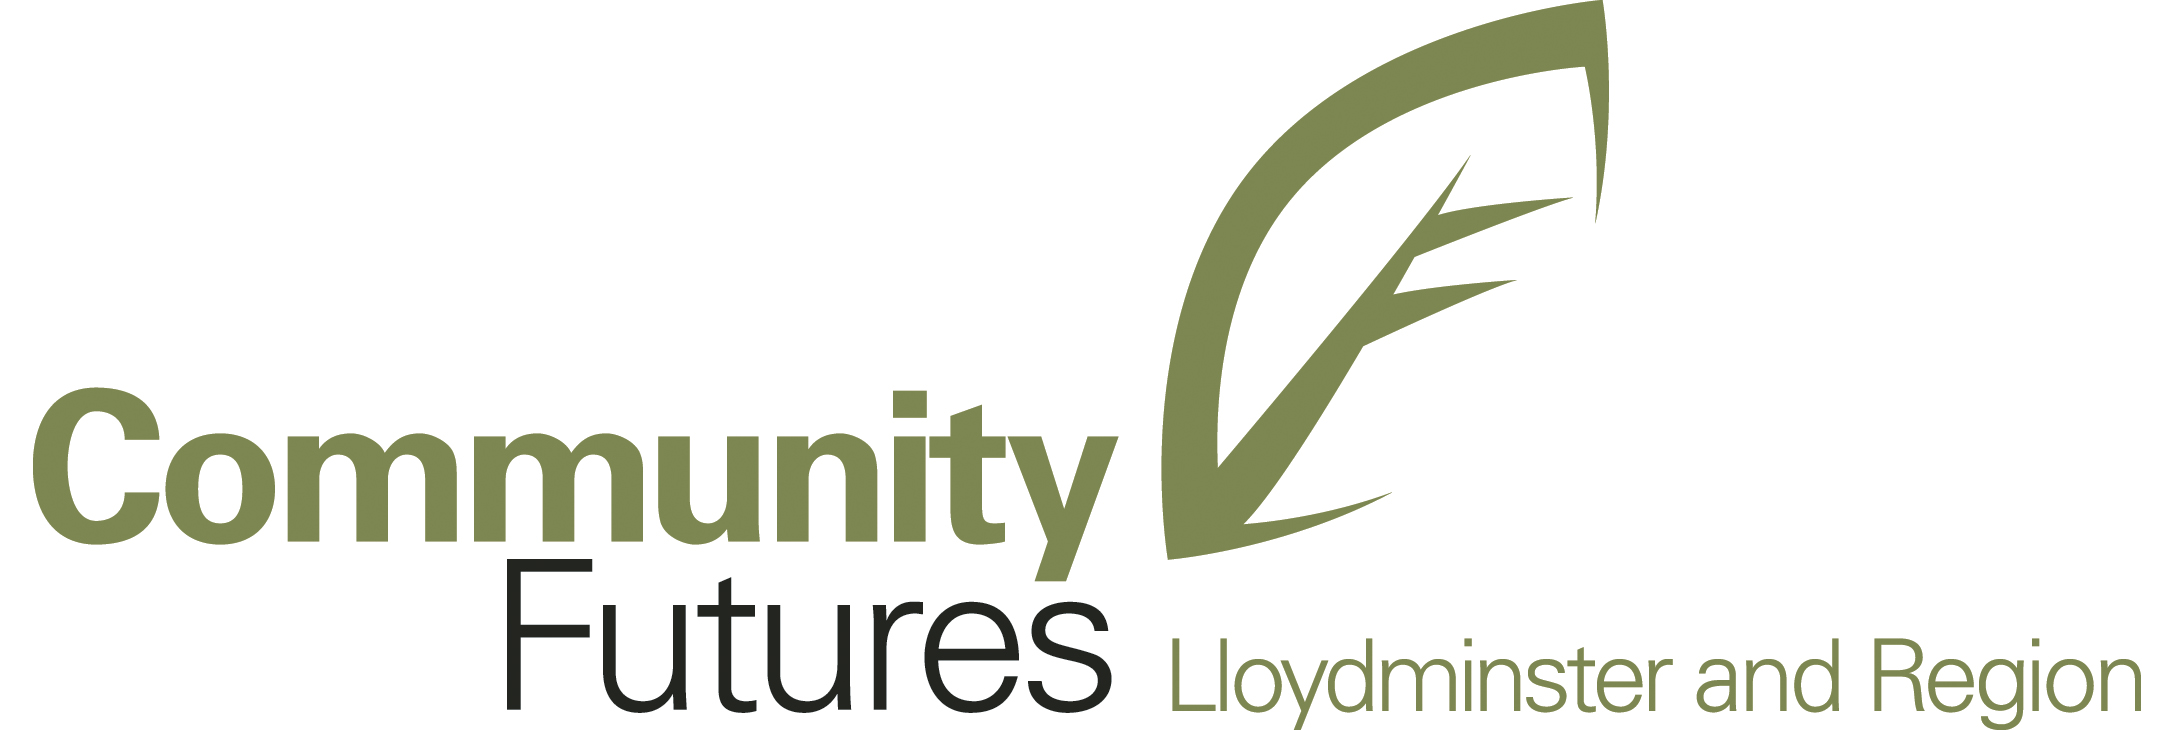 Community
Futures
Lloydminster and Region